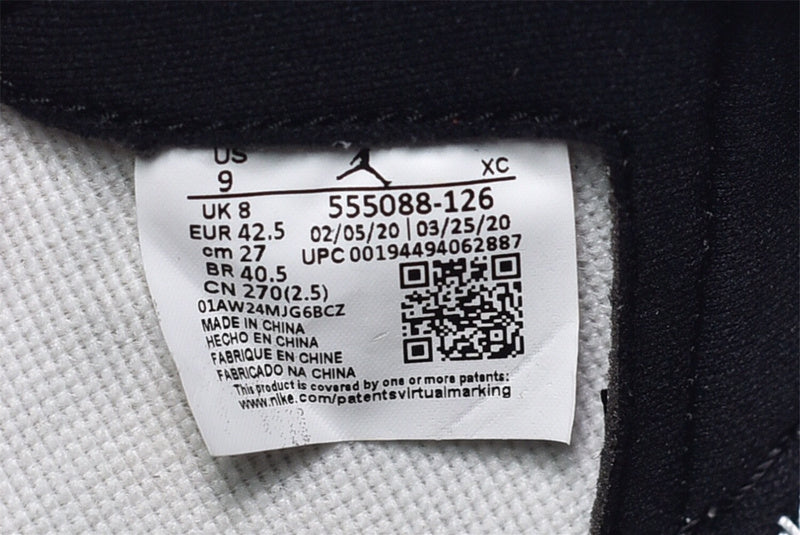 US
9
XC
UK 8
555088-126
EUR 42.5
02/05/20 | 03/25/20
cm 27
UPC 00194494062887
BR 40.5
CN 270(2.5)
01AW24MJG6BCZ
MADE IN CHINA
HECHO EN CHINA
FABRIQUE EN CHINE
FABRICADO NA CHINA
This product is covered by one or more patents:
www.nike.com/patentsvirtualmarking